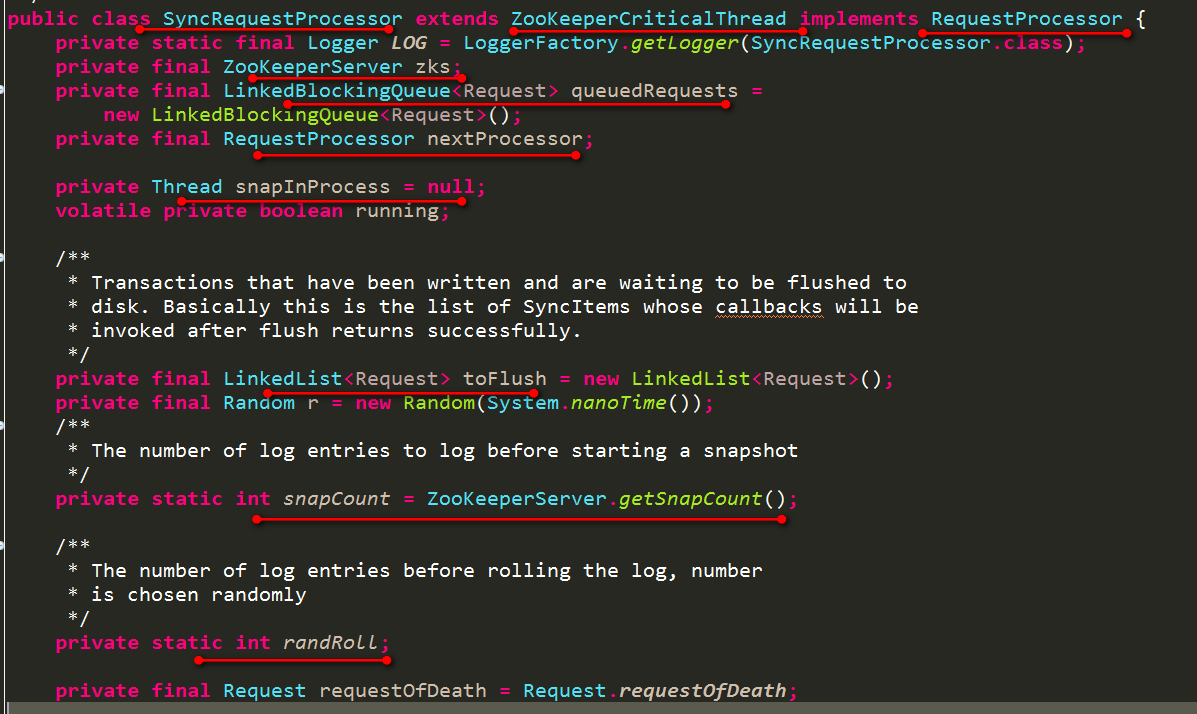 public class SyncRequestProcessor extends ZooKeeperCriticalThread implements RequestProcessor {
    private static final Logger LOG = LoggerFactory.getLogger(SyncRequestProcessor.class);
    private final ZooKeeperServer zks;
    private final LinkedBlockingQueue<Request> queuedRequests =
        new LinkedBlockingQueue<Request>();
    private final RequestProcessor nextProcessor;

    private Thread snapInProcess = null;
    volatile private boolean running;

    /**
     * Transactions that have been written and are waiting to be flushed to
     * disk. Basically this is the list of SyncItems whose callbacks will be
     * invoked after flush returns successfully.
     */
    private final LinkedList<Request> toFlush = new LinkedList<Request>();
    private final Random r = new Random(System.nanoTime());
    /**
     * The number of log entries to log before starting a snapshot
     */
    private static int snapCount = ZooKeeperServer.getSnapCount();

    /**
     * The number of log entries before rolling the log, number
     * is chosen randomly
     */
    private static int randRoll;

    private final Request requestOfDeath = Request.requestOfDeath;